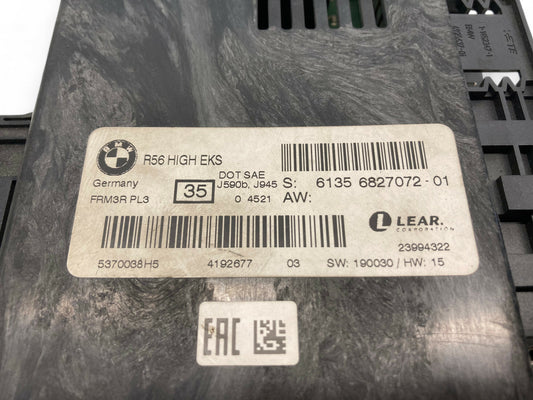 BMW
R56 HIGH EKS
Germany
FRM3R PL3
35
DOT SAE
J590b, J945
0 4521
S: 6135 6827072-01
AW:
LEAR.
CORPORATION
23994322
5370038H5 4192677 03 SW: 190030 / HW: 15
EAC